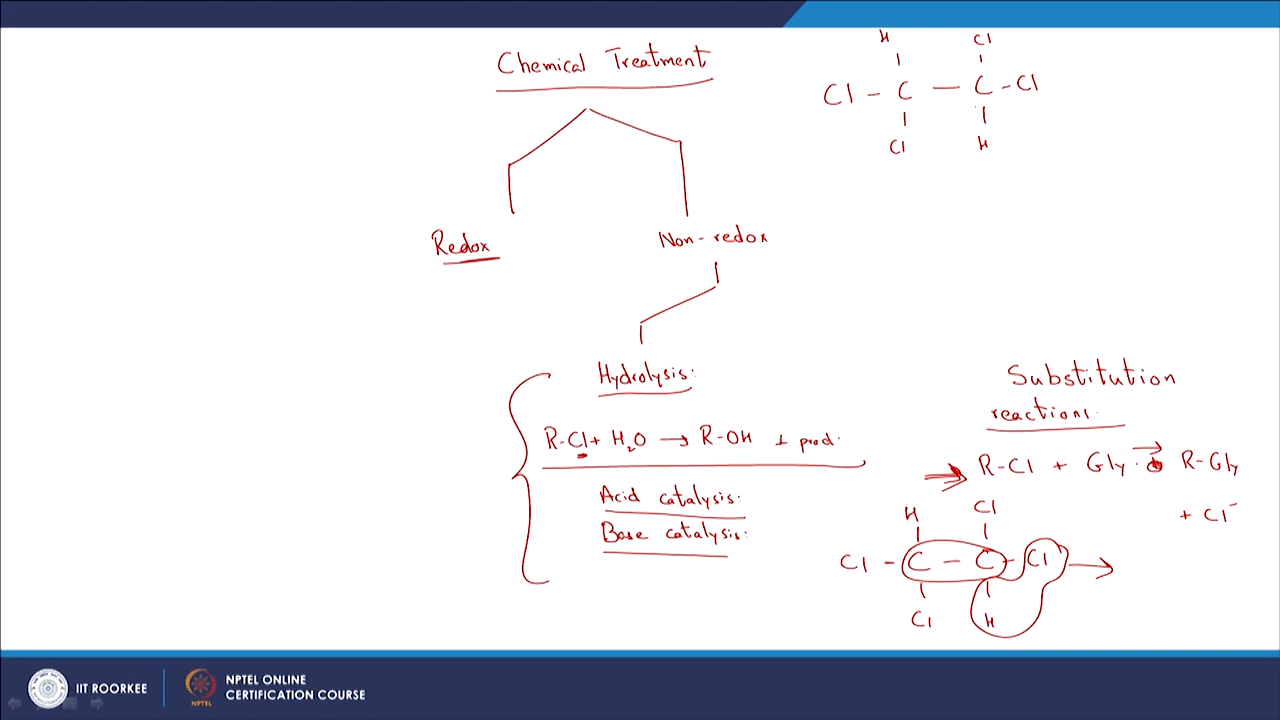 Chemical Treatment
H Cl
Cl - C — C - Cl
Cl H
Redox
Non-redox
Hydrolysis:
R-Cl + H2O → R-OH + prod.
Acid catalysis:
Base catalysis:
Substitution
reactions.
R-Cl + Gly. → R-Gly
+ Cl⁻
H Cl
Cl - C — C - Cl →
Cl H
IIT ROORKEE
NPTEL
NPTEL ONLINE
CERTIFICATION COURSE